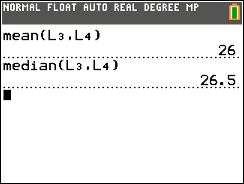 NORMAL FLOAT AUTO REAL DEGREE MP
mean(L₃,L₄)
26
median(L₃,L₄)
26.5